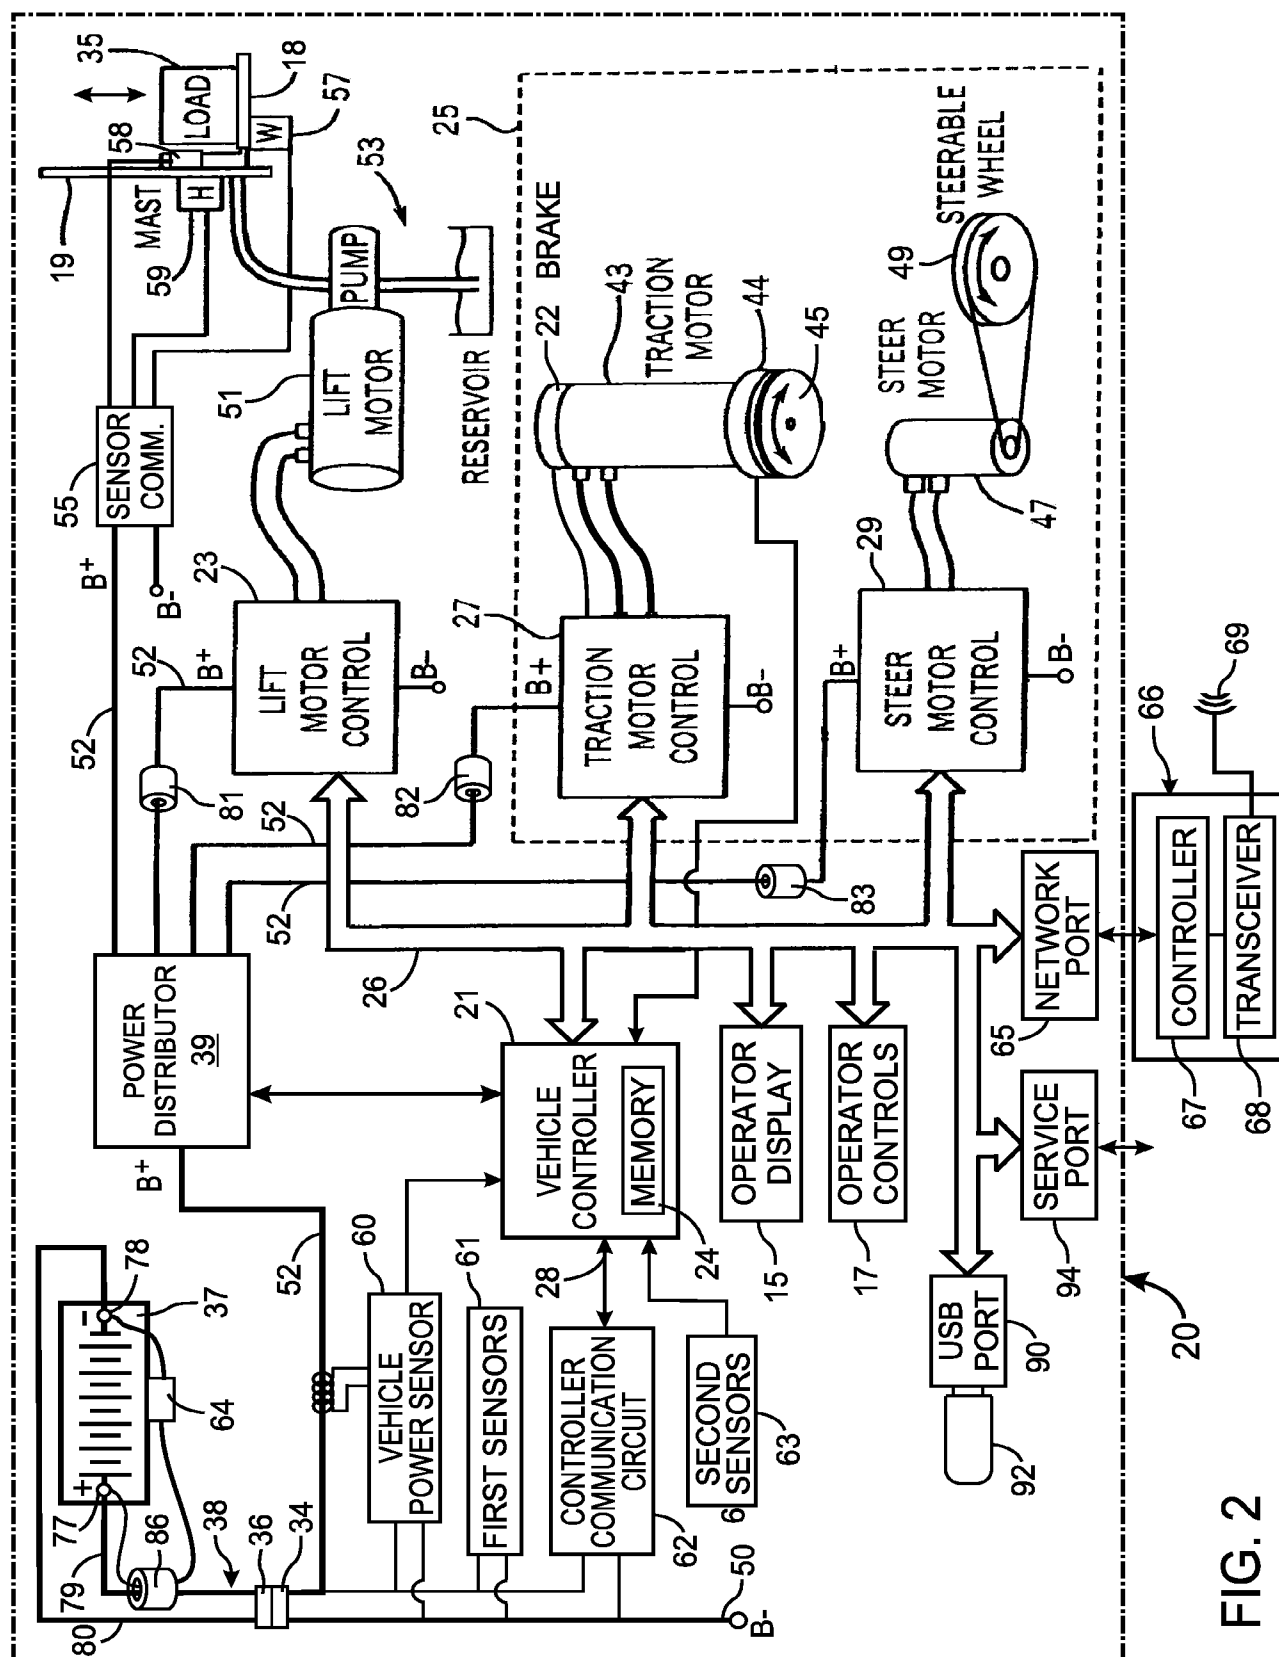 78
37
77
79
86
64
38
36
34
80
50
B-
B+
52
POWER
DISTRIBUTOR
39
VEHICLE
POWER SENSOR
60
FIRST SENSORS
61
CONTROLLER
COMMUNICATION
CIRCUIT
62
28
SECOND
SENSORS
63
6
VEHICLE
CONTROLLER
MEMORY
21
24
26
OPERATOR
DISPLAY
15
OPERATOR
CONTROLS
17
USB
PORT
90
92
SERVICE
PORT
94
NETWORK
PORT
65
20
CONTROLLER
TRANSCEIVER
66
67
68
69
52
52
52
52
81
82
83
SENSOR
COMM.
55
B+
B-
LIFT
MOTOR
CONTROL
23
B+
B-
TRACTION
MOTOR
CONTROL
27
B+
B-
STEER
MOTOR
CONTROL
29
B+
B-
19
MAST
H
59
58
LOAD
35
18
W
57
LIFT
MOTOR
51
PUMP
53
RESERVOIR
25
22
BRAKE
43
TRACTION
MOTOR
44
45
STEER
MOTOR
47
49
STEERABLE
WHEEL
+
-
FIG. 2